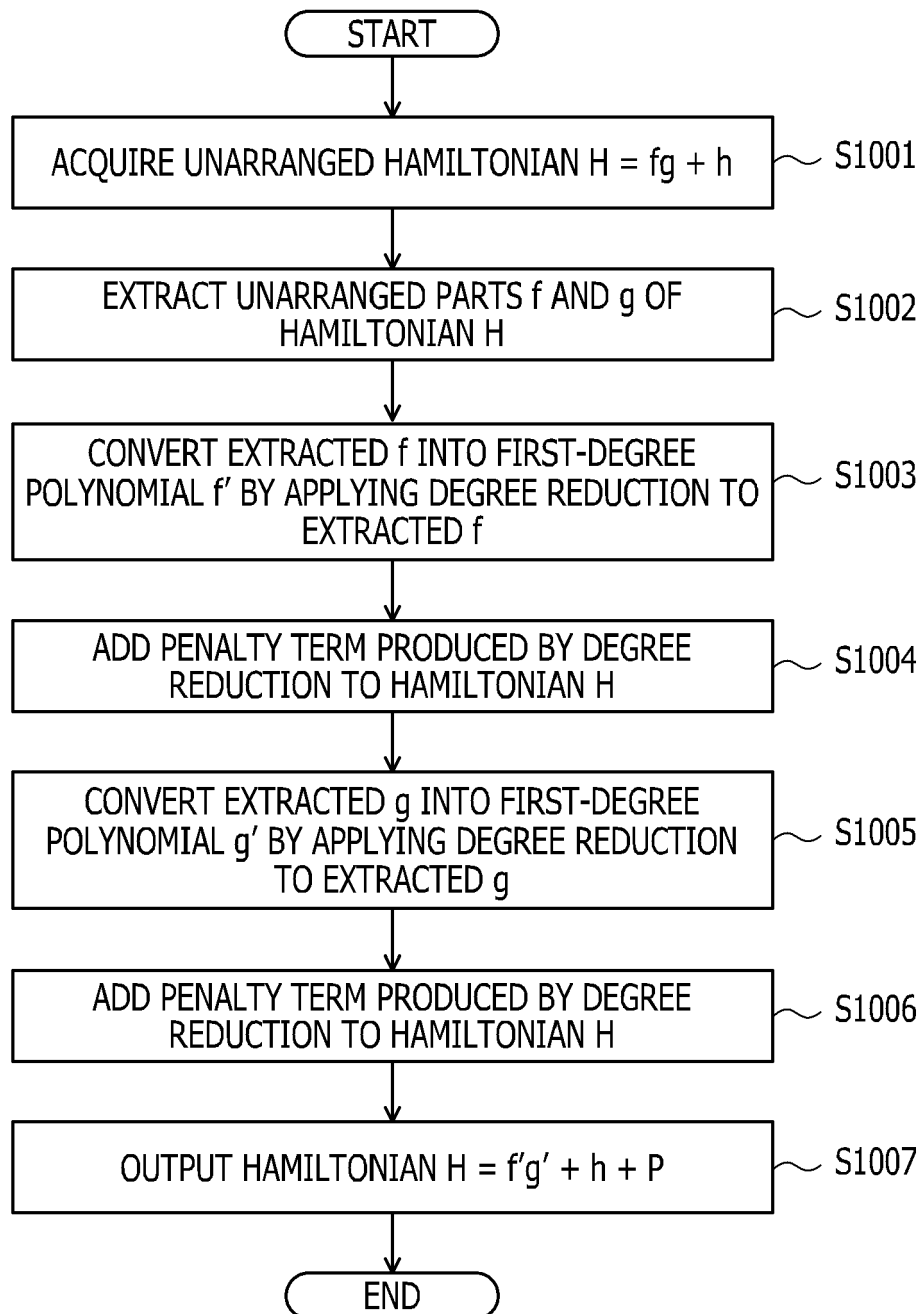 START
ACQUIRE UNARRANGED HAMILTONIAN H = fg + h
S1001
EXTRACT UNARRANGED PARTS f AND g OF
HAMILTONIAN H
S1002
CONVERT EXTRACTED f INTO FIRST-DEGREE
POLYNOMIAL f' BY APPLYING DEGREE REDUCTION TO
EXTRACTED f
S1003
ADD PENALTY TERM PRODUCED BY DEGREE
REDUCTION TO HAMILTONIAN H
S1004
CONVERT EXTRACTED g INTO FIRST-DEGREE
POLYNOMIAL g' BY APPLYING DEGREE REDUCTION
TO EXTRACTED g
S1005
ADD PENALTY TERM PRODUCED BY DEGREE
REDUCTION TO HAMILTONIAN H
S1006
OUTPUT HAMILTONIAN H = f'g' + h + P
S1007
END